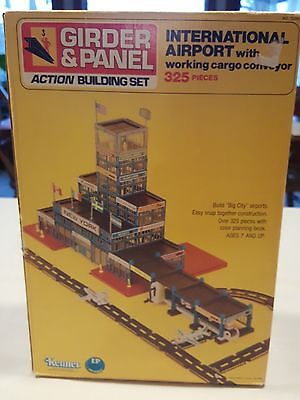 GIRDER
& PANEL
ACTION BUILDING SET
INTERNATIONAL
AIRPORT with
working cargo conveyor
325 PIECES
NEW YORK
Build "Big City" airports.
Easy snap together construction.
Over 325 pieces with
color planning book.
AGES 7 AND UP
Kenner